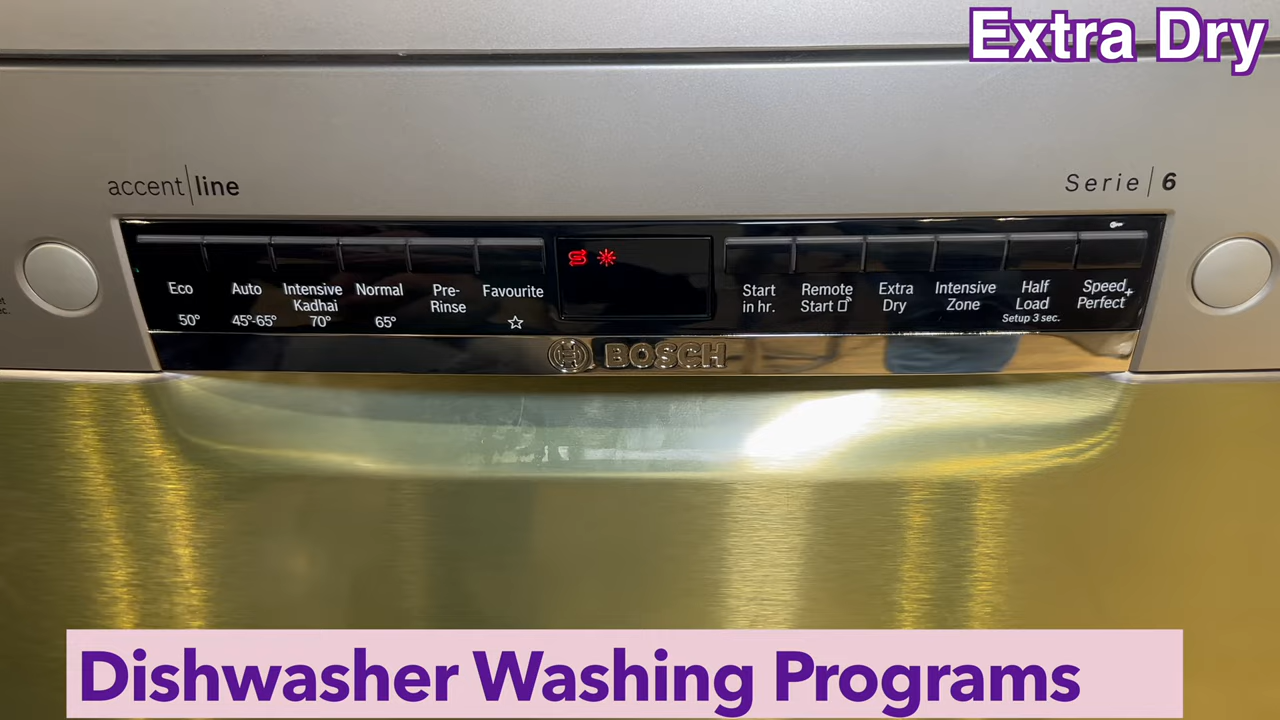 Extra Dry
accent line
Serie 6
Eco
50°
Auto
45°-65°
Intensive
Kadhai
70°
Normal
65°
Pre-
Rinse
Favourite
Start
in hr.
Remote
Start
Extra
Dry
Intensive
Zone
Half
Load
Setup 3 sec.
Speed
Perfect+
BOSCH
Dishwasher Washing Programs